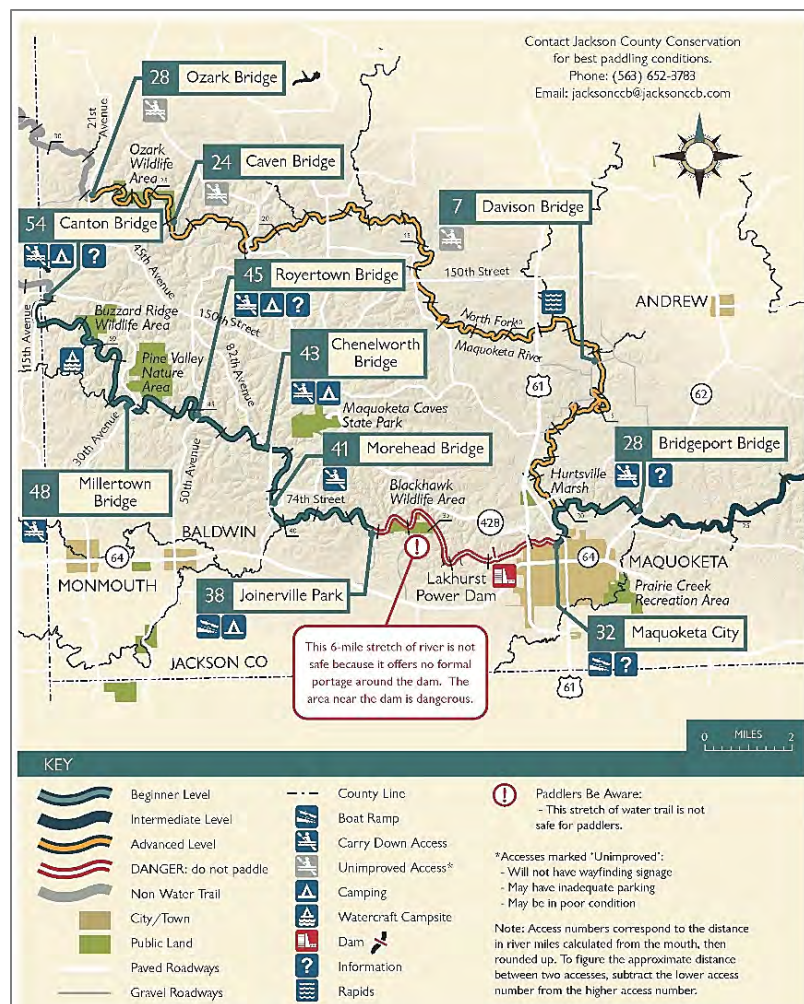 Contact Jackson County Conservation
for best paddling conditions.
Phone: (563) 652-3783
Email: jacksonccb@jacksonccb.com
28 Ozark Bridge
21st
Avenue
Ozark
Wildlife
Area
24 Caven Bridge
7 Davison Bridge
54 Canton Bridge
45th Avenue
20
15
150th Street
45 Royertown Bridge
ANDREW
15th Avenue
Buzzard Ridge
Wildlife Area
150th Street
North Fork
Maquoketa River
61
50
Pine Valley
Nature
Area
82nd Avenue
43 Chenelworth
Bridge
62
Maquoketa Caves
State Park
30th Avenue
50th Avenue
41 Morehead Bridge
28 Bridgeport Bridge
48 Millertown
Bridge
74th Street
Blackhawk
Wildlife Area
Hurtsville
Marsh
BALDWIN
40
428
64
MONMOUTH
64
MAQUOKETA
38 Joinerville Park
Lakhurst
Power Dam
Prairie Creek
Recreation Area
32 Maquoketa City
This 6-mile stretch of river is not
safe because it offers no formal
portage around the dam. The
area near the dam is dangerous.
JACKSON CO
61
MILES
0 2
KEY
Beginner Level
Intermediate Level
Advanced Level
DANGER: do not paddle
Non Water Trail
City/Town
Public Land
Paved Roadways
Gravel Roadways
County Line
Boat Ramp
Carry Down Access
Unimproved Access*
Camping
Watercraft Campsite
Dam
Information
Rapids
Paddlers Be Aware:
- This stretch of water trail is not
safe for paddlers.
*Accesses marked 'Unimproved':
- Will not have wayfinding signage
- May have inadequate parking
- May be in poor condition
Note: Access numbers correspond to the distance
in river miles calculated from the mouth, then
rounded up. To figure the approximate distance
between two accesses, subtract the lower access
number from the higher access number.